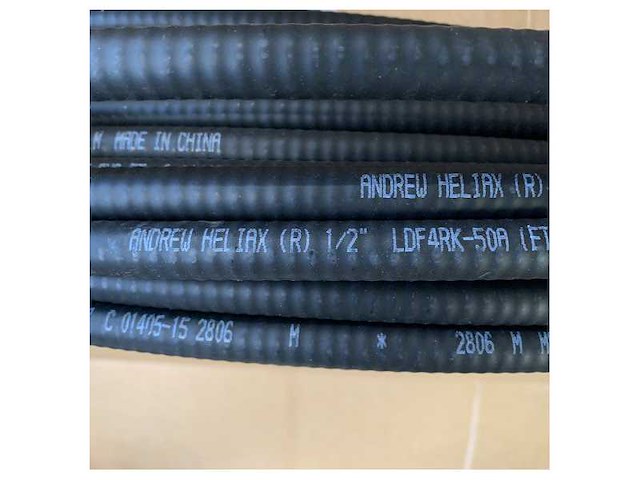 M. MADE IN CHINA
ANDREW HELIAX (R)
ANDREW HELIAX (R) 1/2" LDF4RK-50A (ET
C 01405-15 2806 M * 2806 M M